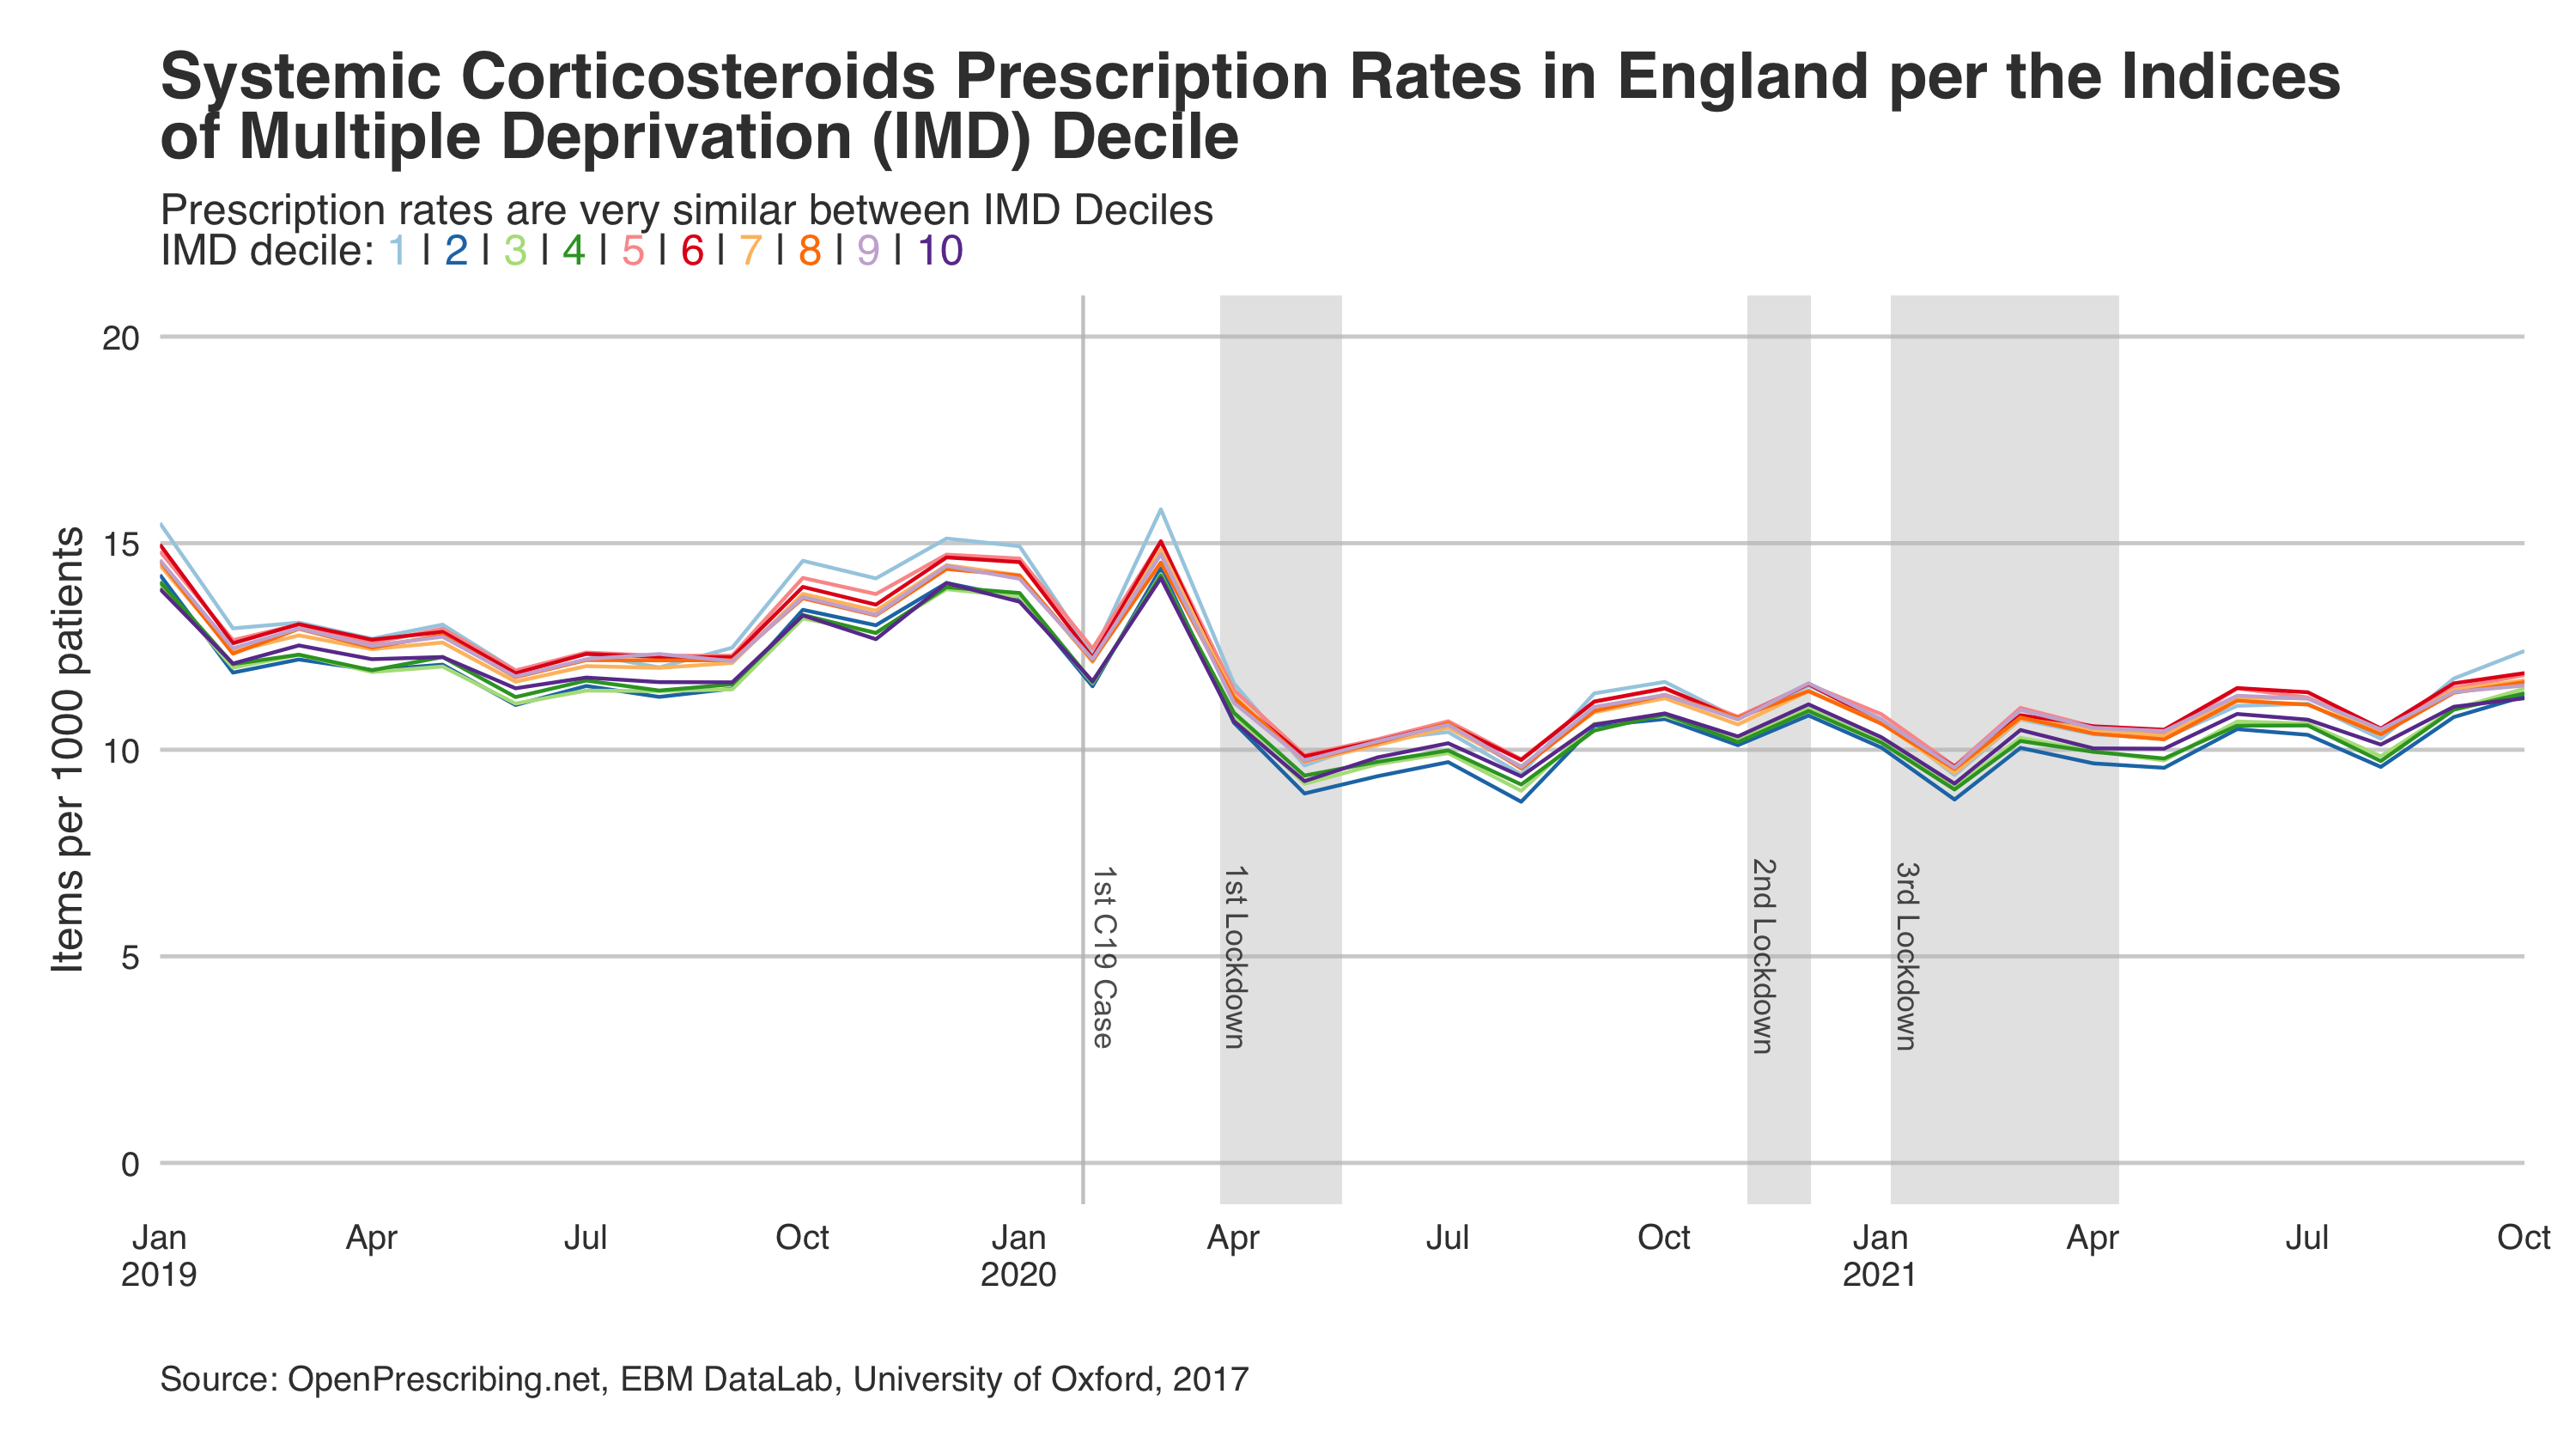 Systemic Corticosteroids Prescription Rates in England per the Indices
of Multiple Deprivation (IMD) Decile
Prescription rates are very similar between IMD Deciles
IMD decile: 1 | 2 | 3 | 4 | 5 | 6 | 7 | 8 | 9 | 10
Items per 1000 patients
20
15
10
5
0
1st C19 Case
1st Lockdown
2nd Lockdown
3rd Lockdown
Jan Apr Jul Oct Jan Apr Jul Oct Jan Apr Jul Oct
2019 2020 2021
Source: OpenPrescribing.net, EBM DataLab, University of Oxford, 2017